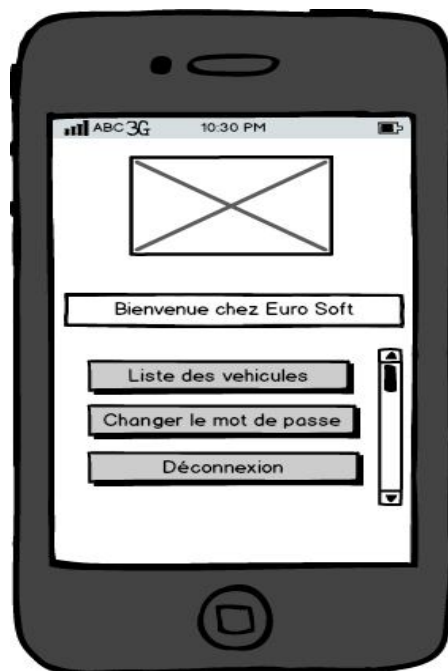 ABC 3G 10:30 PM
Bienvenue chez Euro Soft
Liste des vehicules
Changer le mot de passe
Déconnexion